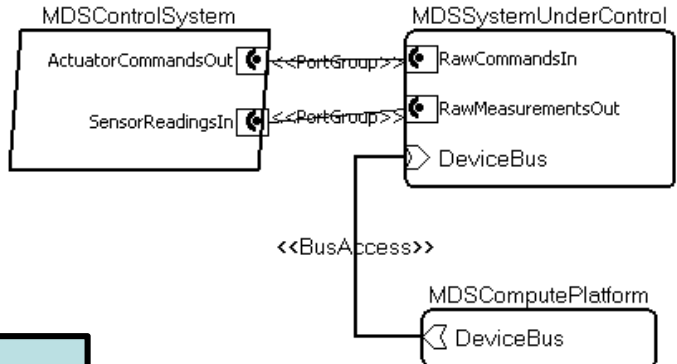 MDSControlSystem
MDSSystemUnderControl
ActuatorCommandsOut
<<PortGroup>>
RawCommandsIn
SensorReadingsIn
<<PortGroup>>
RawMeasurementsOut
DeviceBus
<<BusAccess>>
MDSComputePlatform
DeviceBus